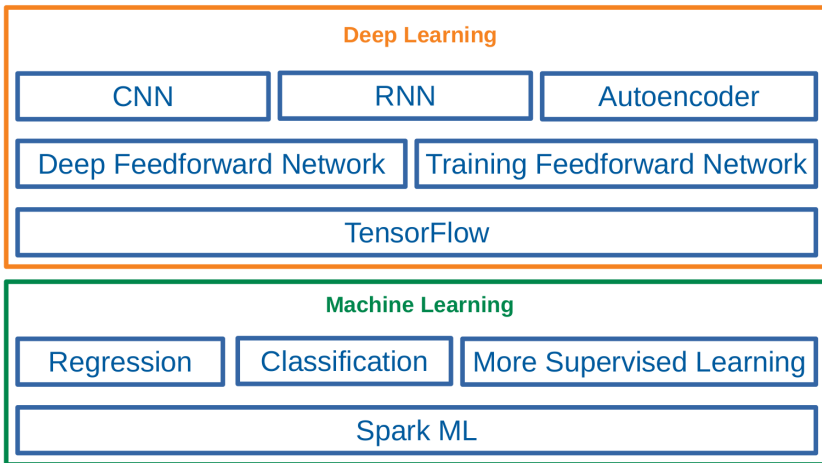 Deep Learning
CNN
RNN
Autoencoder
Deep Feedforward Network
Training Feedforward Network
TensorFlow
Machine Learning
Regression
Classification
More Supervised Learning
Spark ML